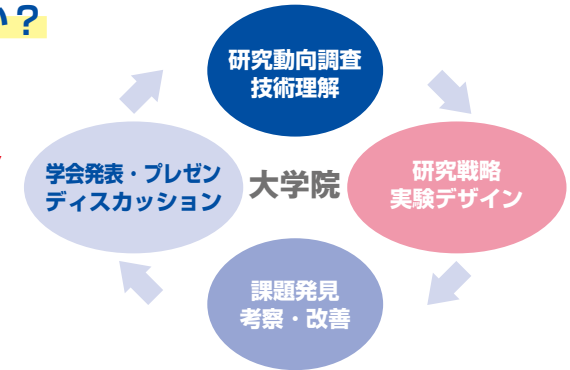 い？
研究動向調査
技術理解
学会発表・プレゼン
ディスカッション
大学院
研究戦略
実験デザイン
課題発見
考察・改善